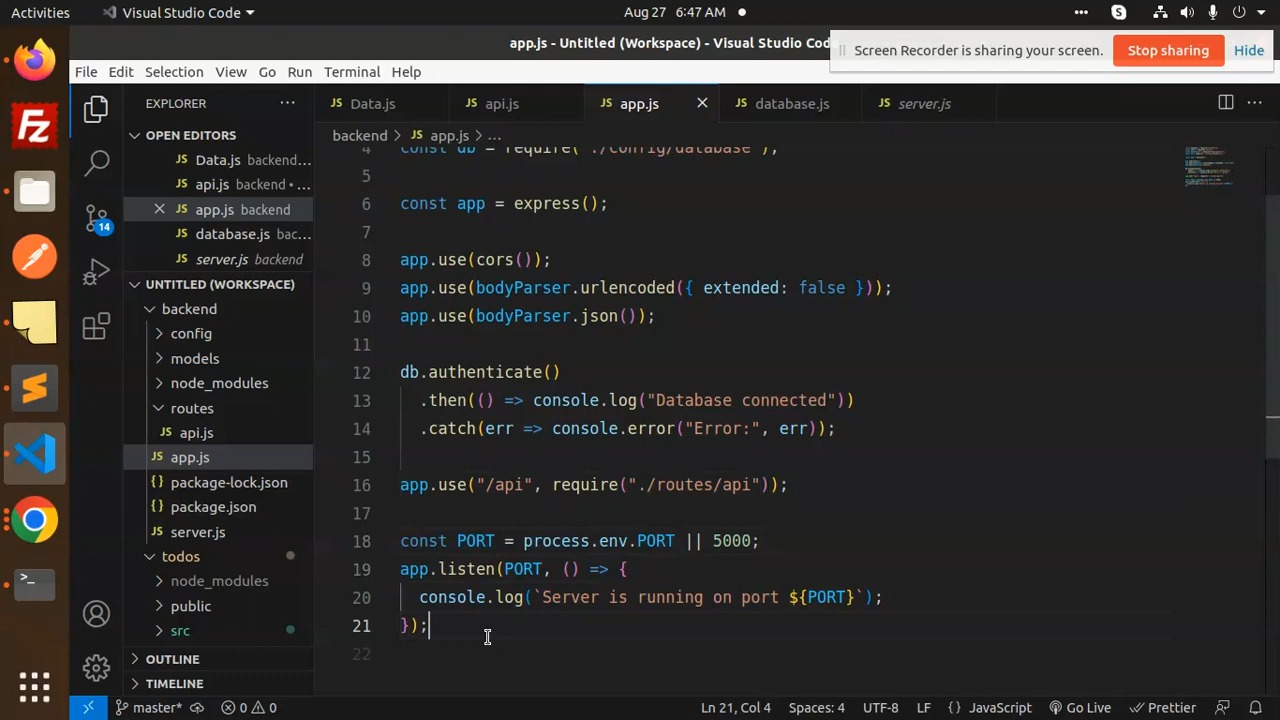 Activities
Visual Studio Code
Aug 27 6:47 AM
app.js - Untitled (Workspace) - Visual Studio Code
Screen Recorder is sharing your screen.
Stop sharing
Hide
File Edit Selection View Go Run Terminal Help
EXPLORER
Data.js
api.js
app.js
database.js
server.js
OPEN EDITORS
backend > JS app.js > ...
JS Data.js backend...
JS api.js backend • ...
JS app.js backend
JS database.js bac...
JS server.js backend
UNTITLED (WORKSPACE)
backend
config
models
node_modules
routes
JS api.js
JS app.js
package-lock.json
package.json
JS server.js
todos
node_modules
public
src
OUTLINE
TIMELINE
14
4 const db = require("./config/database");
5
6 const app = express();
7
8 app.use(cors());
9 app.use(bodyParser.urlencoded({ extended: false }));
10 app.use(bodyParser.json());
11
12 db.authenticate()
13 .then(() => console.log("Database connected"))
14 .catch(err => console.error("Error:", err));
15
16 app.use("/api", require("./routes/api"));
17
18 const PORT = process.env.PORT || 5000;
19 app.listen(PORT, () => {
20 console.log(`Server is running on port ${PORT}`);
21 });
22
master* 0 0 Ln 21, Col 4 Spaces: 4 UTF-8 LF {} JavaScript Go Live Prettier